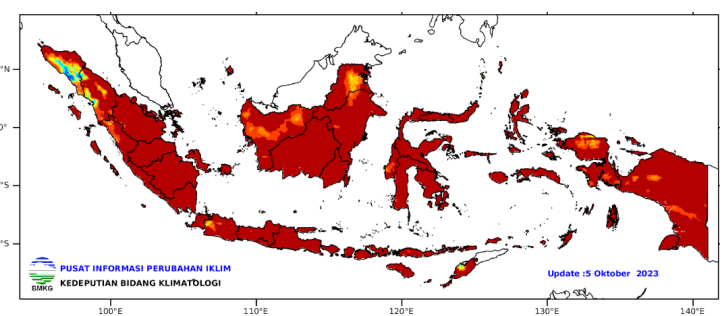 °N
0°
°S
°S
PUSAT INFORMASI PERUBAHAN IKLIM
KEDEPUTIAN BIDANG KLIMATOLOGI
BMKG
Update :5 Oktober 2023
100°E 110°E 120°E 130°E 140°E